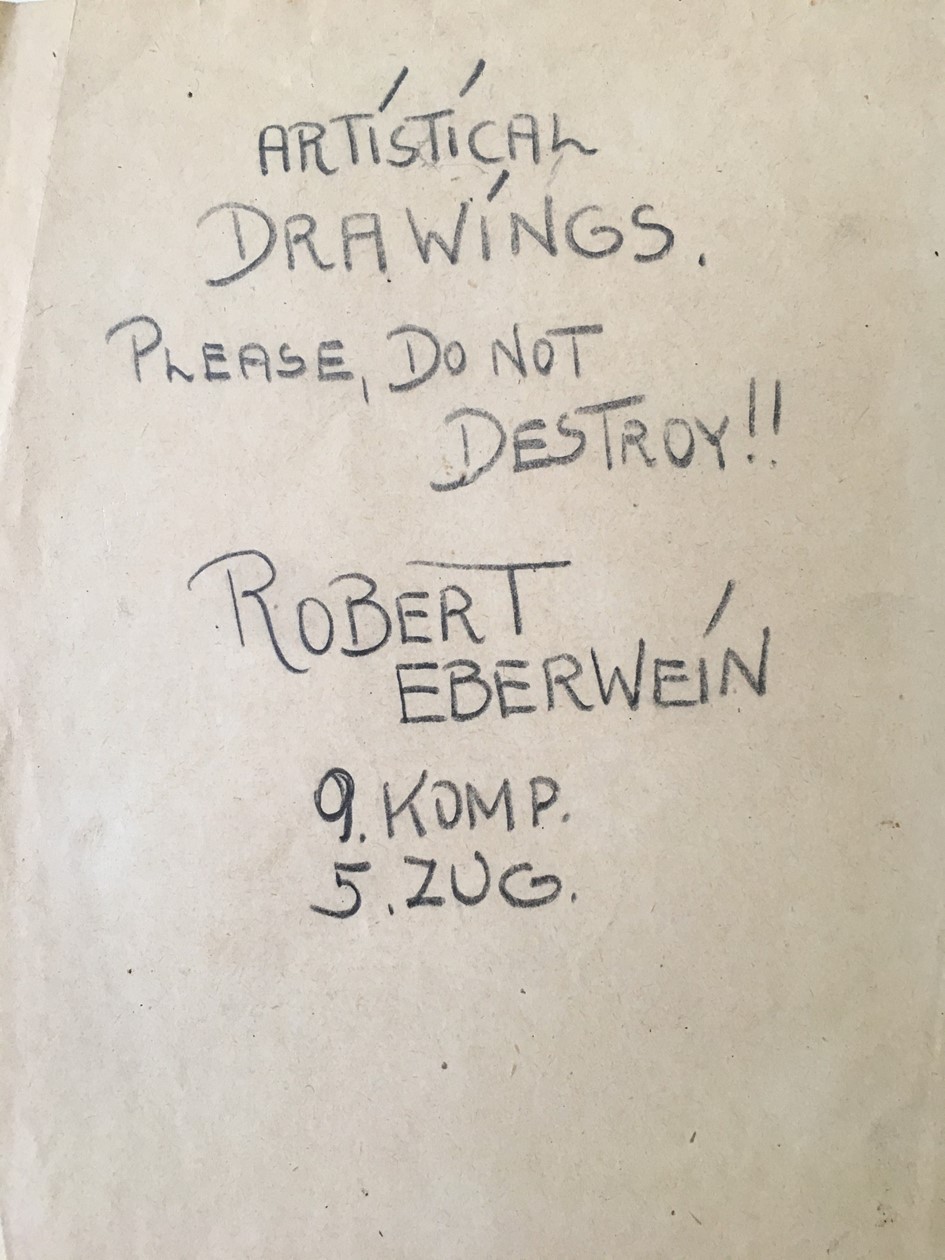 ARTISTICAL
DRAWINGS.
PLEASE, DO NOT
DESTROY!!
ROBERT
EBERWEIN
9. KOMP.
5. ZUG.